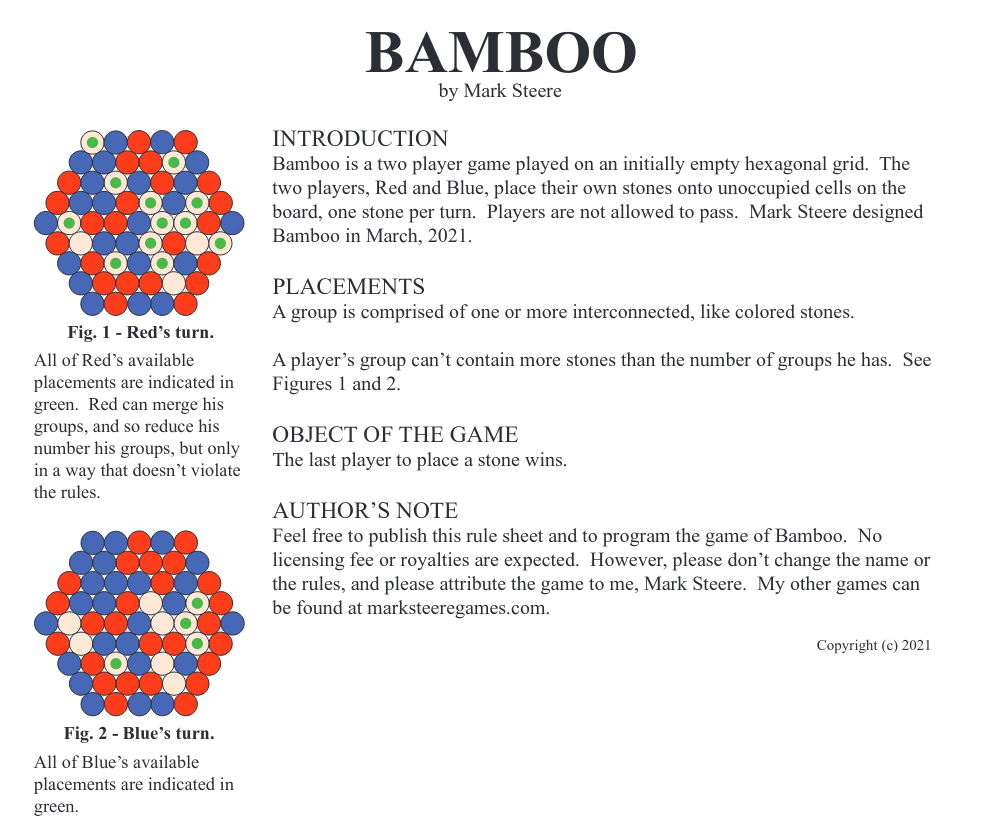 BAMBOO
by Mark Steere
Fig. 1 - Red's turn.
All of Red's available
placements are indicated in
green.  Red can merge his
groups, and so reduce his
number his groups, but only
in a way that doesn't violate
the rules.
Fig. 2 - Blue's turn.
All of Blue's available
placements are indicated in
green.
INTRODUCTION
Bamboo is a two player game played on an initially empty hexagonal grid.  The
two players, Red and Blue, place their own stones onto unoccupied cells on the
board, one stone per turn.  Players are not allowed to pass.  Mark Steere designed
Bamboo in March, 2021.
PLACEMENTS
A group is comprised of one or more interconnected, like colored stones.
A player's group can't contain more stones than the number of groups he has.  See
Figures 1 and 2.
OBJECT OF THE GAME
The last player to place a stone wins.
AUTHOR'S NOTE
Feel free to publish this rule sheet and to program the game of Bamboo.  No
licensing fee or royalties are expected.  However, please don't change the name or
the rules, and please attribute the game to me, Mark Steere.  My other games can
be found at marksteeregames.com.
Copyright (c) 2021